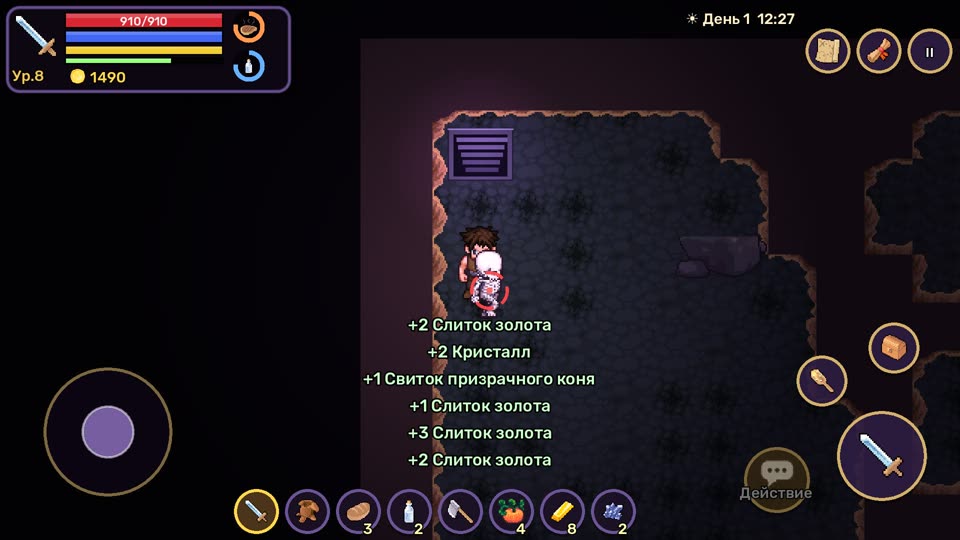 910/910
Ур.8
1490
День 1 12:27
+2 Слиток золота
+2 Кристалл
+1 Свиток призрачного коня
+1 Слиток золота
+3 Слиток золота
+2 Слиток золота
Действие
3
2
4
8
2